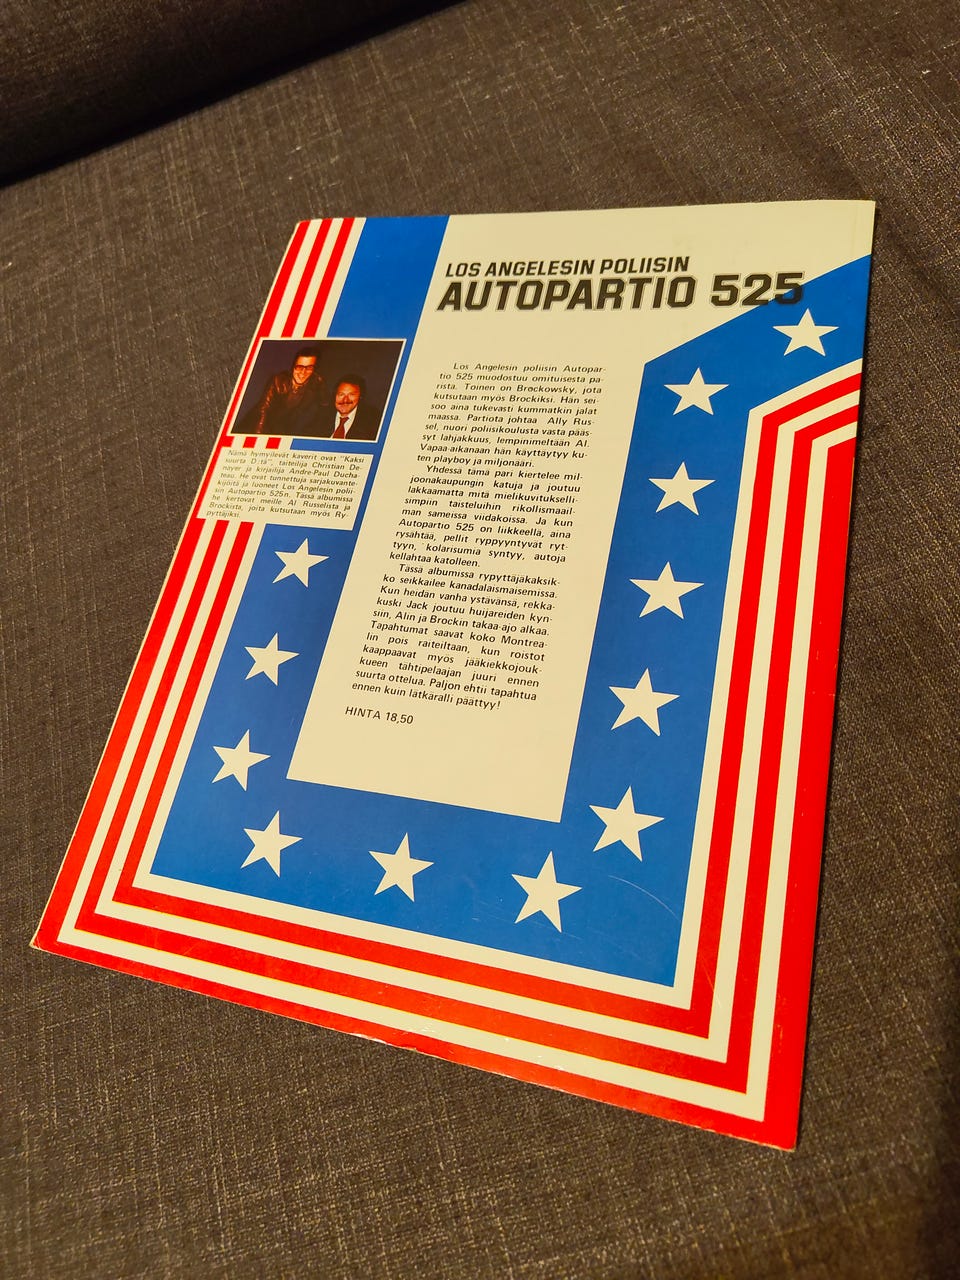 LOS ANGELESIN POLIISIN
AUTOPARTIO 525
Los Angelesin poliisin Autopar-
tio 525 muodostuu omituisesta pa-
rista. Toinen on Brockowsky, jota
kutsutaan myös Brockiksi. Hän sei-
soo aina tukevasti kummatkin jalat
maassa. Partiota johtaa Ally Rus-
sel, nuori poliisikoulusta vasta pääs-
syt lahjakkuus, lempinimeltään Al.
Vapaa-aikanaan hän käyttäytyy ku-
ten playboy ja miljonääri.
Yhdessä tämä pari kiertelee mil-
joonakaupungin katuja ja joutuu
lakkaamatta mitä mielikuvitukselli-
simpiin taisteluihin rikollismaail-
man sameissa viidakoissa. Ja kun
Autopartio 525 on liikkeellä, aina
rysähtää, pellit ryppyyntyvät ryt-
tyyn, kolarisumia syntyy, autoja
kellahtaa katolleen.
Tässä albumissa rypyttäjäkaksik-
ko seikkailee kanadalaismaisemissa.
Kun heidän vanha ystävänsä, rekka-
kuski Jack joutuu huijareiden kyn-
siin, Alin ja Brockin takaa-ajo alkaa.
Tapahtumat saavat koko Montrea-
lin pois raiteiltaan, kun roistot
kaappaavat myös jääkiekkojouk-
kueen tähtipelaajan juuri ennen
suurta ottelua. Paljon ehtii tapahtua
ennen kuin lätkäralli päättyy!
HINTA 18,50
Nämä hymyilevät kaverit ovat "Kaksi
suurta D:tä", taiteilija Christian De-
nayer ja kirjailija Andre-Paul Ducha-
teau. He ovat tunnettuja sarjakuvante-
kijöitä ja luoneet Los Angelesin polii-
sin Autopartio 525:n. Tässä albumissa
he kertovat meille Al Russelista ja
Brockista, joita kutsutaan myös Ry-
pyttäjiksi.